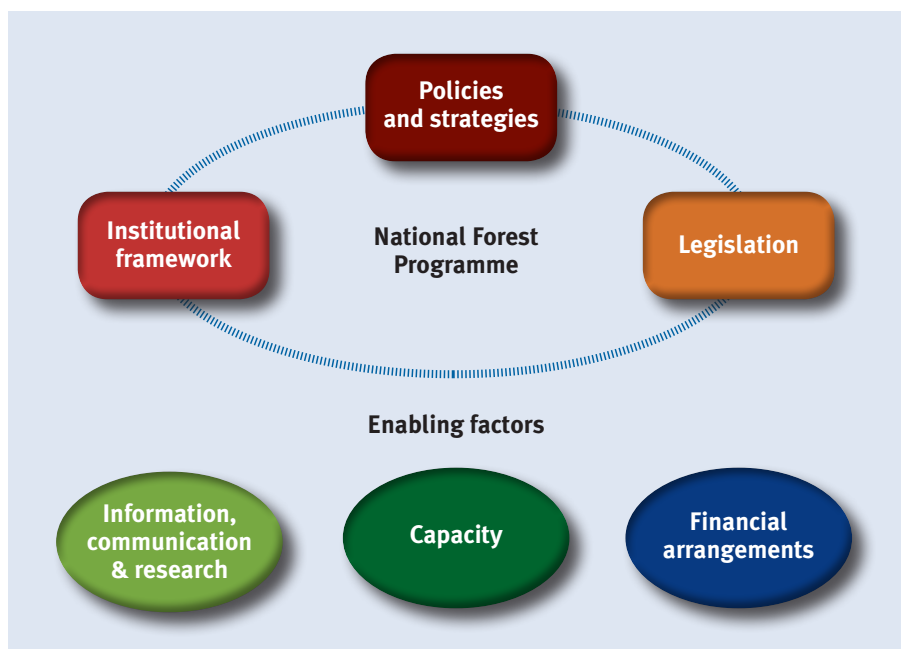 Policies
and strategies
Institutional
framework
National Forest
Programme
Legislation
Enabling factors
Information,
communication
& research
Capacity
Financial
arrangements